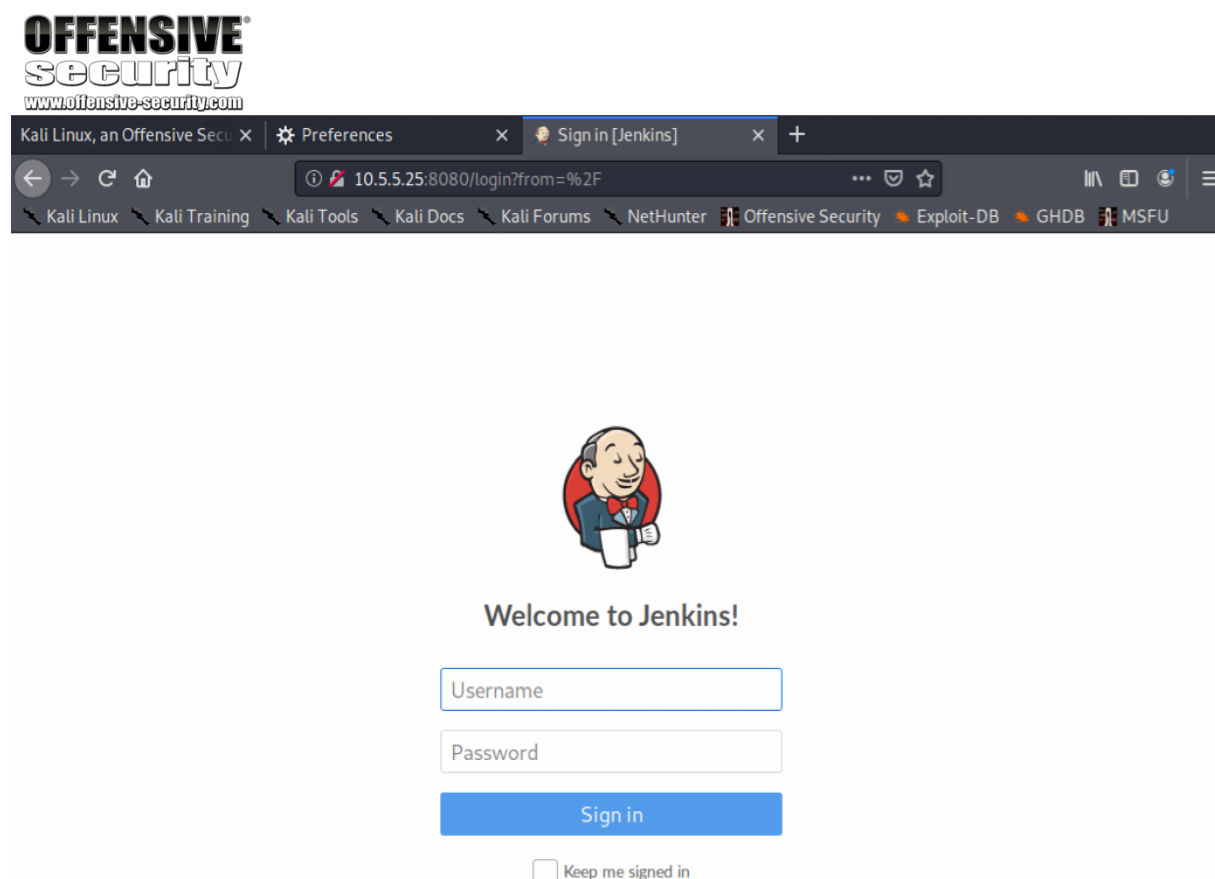 OFFENSIVE®
security
www.offensive-security.com
Kali Linux, an Offensive Secu Preferences Sign in [Jenkins]
10.5.5.25:8080/login?from=%2F
Kali Linux Kali Training Kali Tools Kali Docs Kali Forums NetHunter Offensive Security Exploit-DB GHDB MSFU
Welcome to Jenkins!
Username
Password
Sign in
Keep me signed in